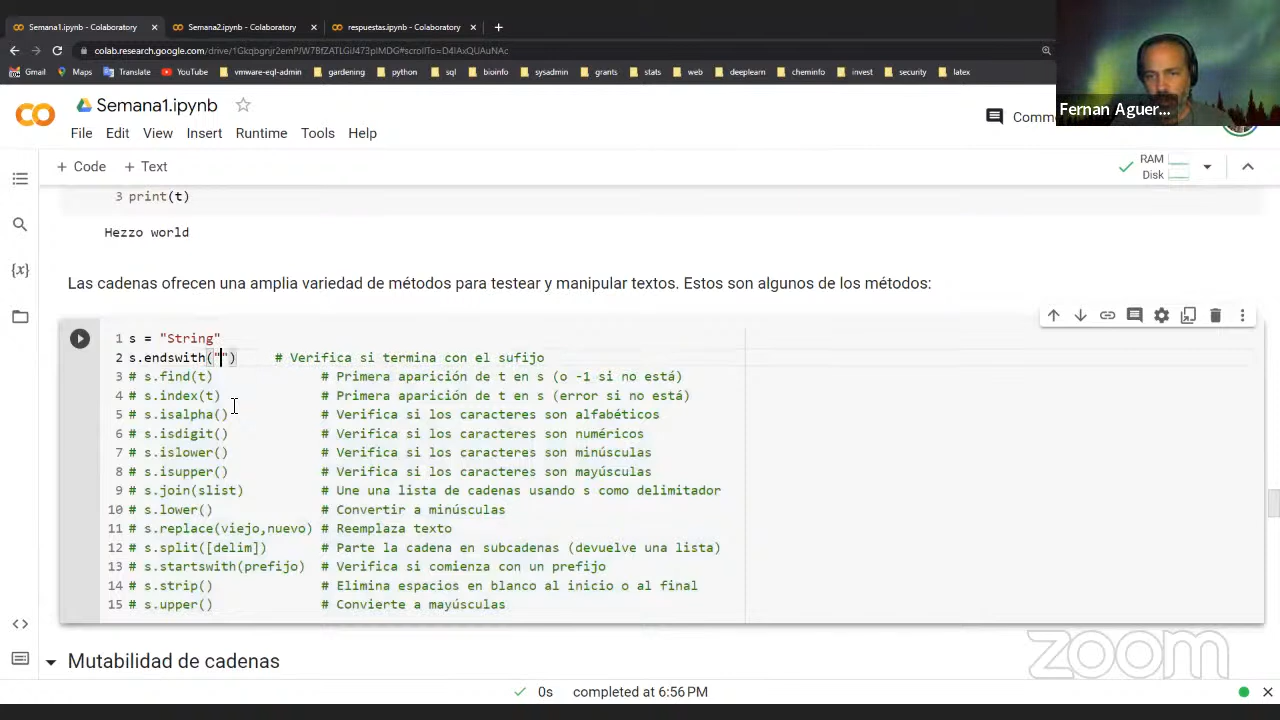 Semana1.ipynb - Colaboratory
Semana2.ipynb - Colaboratory
respuestas.ipynb - Colaboratory
Gmail Maps Translate YouTube vmware-eql-admin gardening python sql bioinfo sysadmin grants stats web deeplearn cheminfo invest security latex
Fernan Aguer...
Semana1.ipynb
Comm
File Edit View Insert Runtime Tools Help
+ Code + Text
RAM
Disk
3 print(t)
Hezzo world
Las cadenas ofrecen una amplia variedad de métodos para testear y manipular textos. Estos son algunos de los métodos:
1 s = "String"
2 s.endswith("") # Verifica si termina con el sufijo
3 # s.find(t) # Primera aparición de t en s (o -1 si no está)
4 # s.index(t) # Primera aparición de t en s (error si no está)
5 # s.isalpha() # Verifica si los caracteres son alfabéticos
6 # s.isdigit() # Verifica si los caracteres son numéricos
7 # s.islower() # Verifica si los caracteres son minúsculas
8 # s.isupper() # Verifica si los caracteres son mayúsculas
9 # s.join(slist) # Une una lista de cadenas usando s como delimitador
10 # s.lower() # Convertir a minúsculas
11 # s.replace(viejo,nuevo) # Reemplaza texto
12 # s.split([delim]) # Parte la cadena en subcadenas (devuelve una lista)
13 # s.startswith(prefijo) # Verifica si comienza con un prefijo
14 # s.strip() # Elimina espacios en blanco al inicio o al final
15 # s.upper() # Convierte a mayúsculas
zoom
Mutabilidad de cadenas
0s completed at 6:56 PM